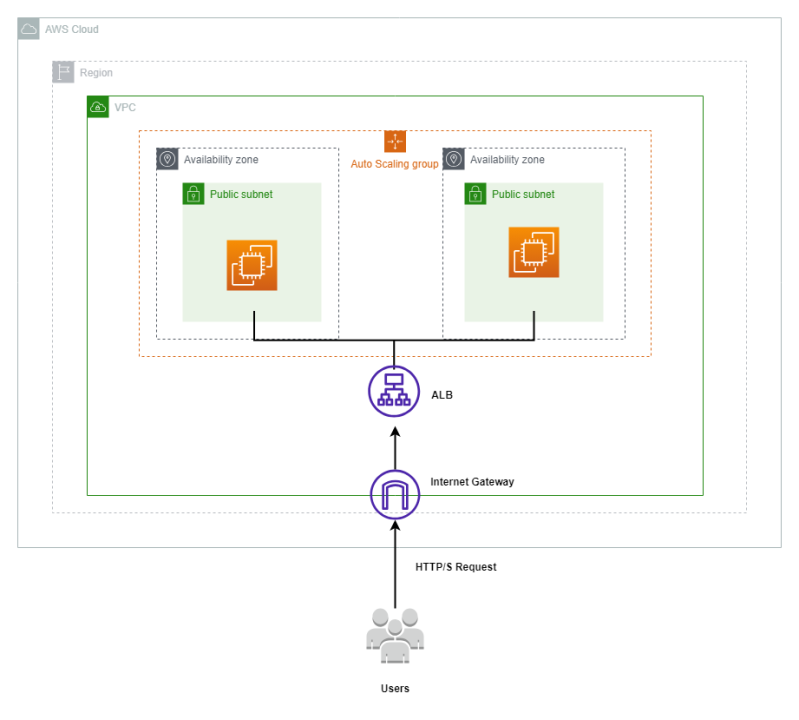 AWS Cloud
Region
VPC
Availability zone
Auto Scaling group
Availability zone
Public subnet
Public subnet
ALB
Internet Gateway
HTTP/S Request
Users